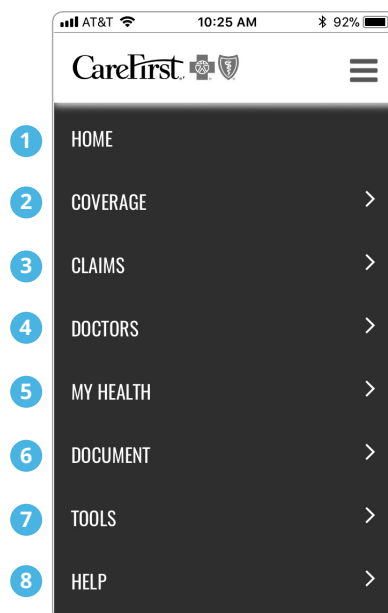 AT&T 10:25 AM 92%
CareFirst
1 HOME
2 COVERAGE
3 CLAIMS
4 DOCTORS
5 MY HEALTH
6 DOCUMENT
7 TOOLS
8 HELP